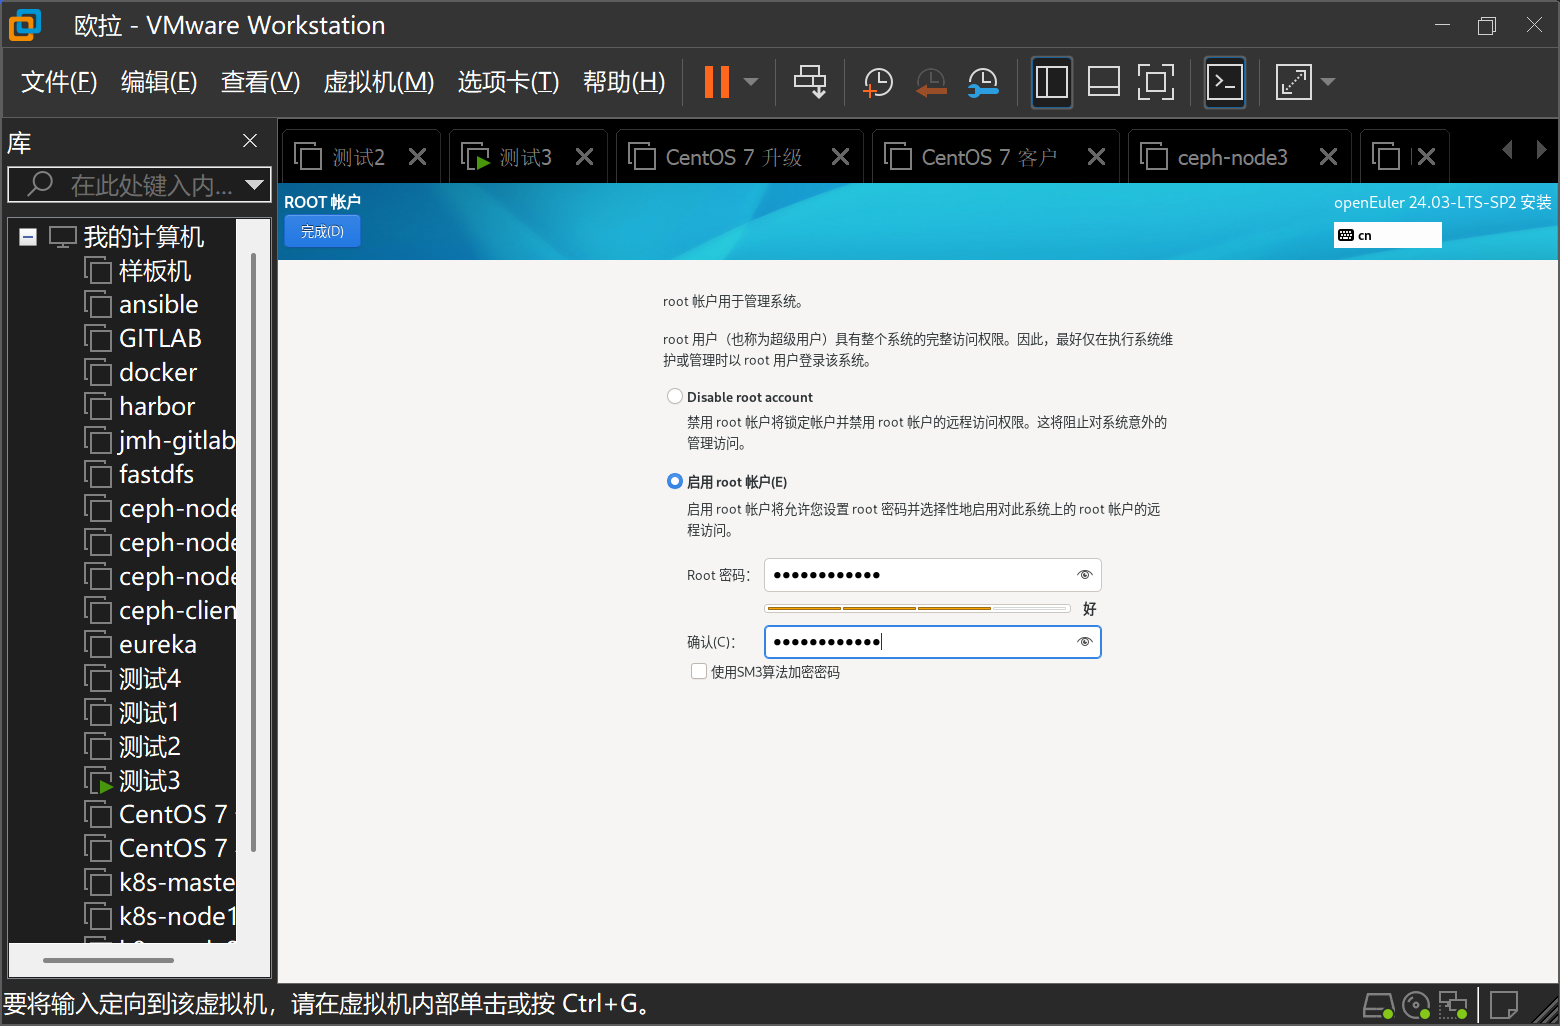 欧拉 - VMware Workstation
文件(F) 编辑(E) 查看(V) 虚拟机(M) 选项卡(T) 帮助(H)
库
在此处键入内...
我的计算机
样板机
ansible
GITLAB
docker
harbor
jmh-gitlab
fastdfs
ceph-node
ceph-node
ceph-node
ceph-clien
eureka
测试4
测试1
测试2
测试3
CentOS 7
CentOS 7
k8s-maste
k8s-node1
测试2 测试3 CentOS 7 升级 CentOS 7 客户 ceph-node3
ROOT 帐户
完成(D)
openEuler 24.03-LTS-SP2 安装
cn
root 帐户用于管理系统。
root 用户（也称为超级用户）具有整个系统的完整访问权限。因此，最好仅在执行系统维
护或管理时以 root 用户登录该系统。
Disable root account
禁用 root 帐户将锁定帐户并禁用 root 帐户的远程访问权限。这将阻止对系统意外的
管理访问。
启用 root 帐户(E)
启用 root 帐户将允许您设置 root 密码并选择性地启用对此系统上的 root 帐户的远
程访问。
Root 密码： ••••••••••••
好
确认(C)： ••••••••••••
使用SM3算法加密密码
要将输入定向到该虚拟机，请在虚拟机内部单击或按 Ctrl+G。